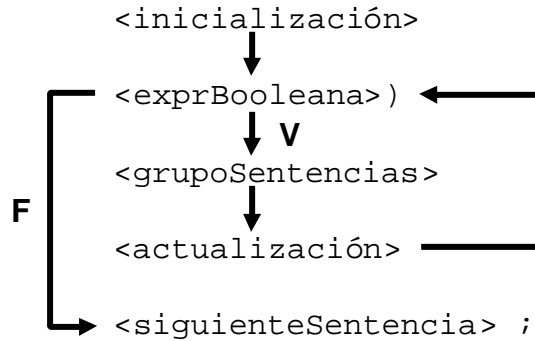 <inicialización>
<exprBooleana>)
V
<grupoSentencias>
F
<actualización>
<siguienteSentencia> ;